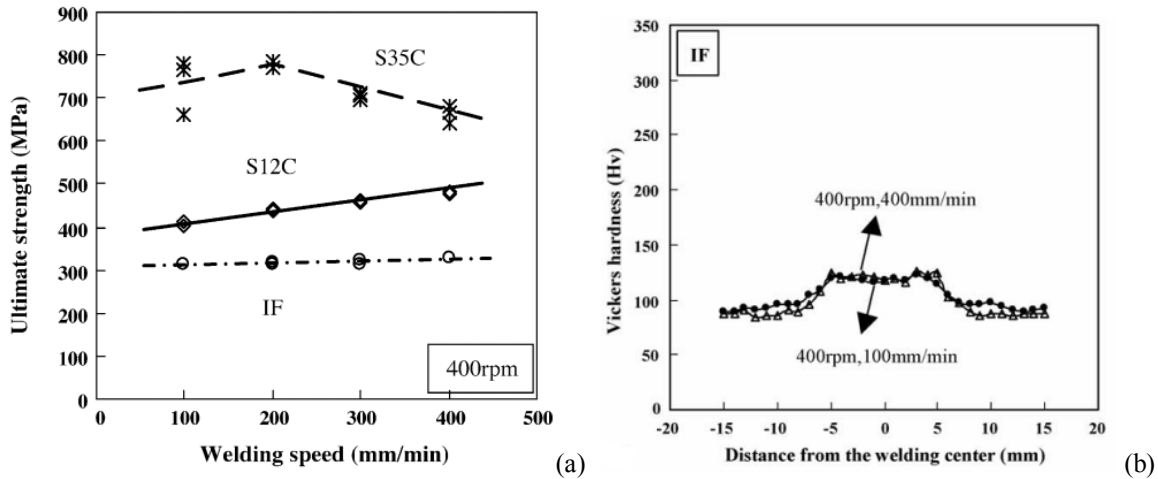 900
800
700
600
500
400
300
200
100
0
Ultimate strength (MPa)
S35C
S12C
IF
400rpm
0 100 200 300 400 500
Welding speed (mm/min)
(a)
350
300
250
200
150
100
50
0
Vickers hardness (Hv)
IF
400rpm,400mm/min
400rpm,100mm/min
-20 -15 -10 -5 0 5 10 15 20
Distance from the welding center (mm)
(b)